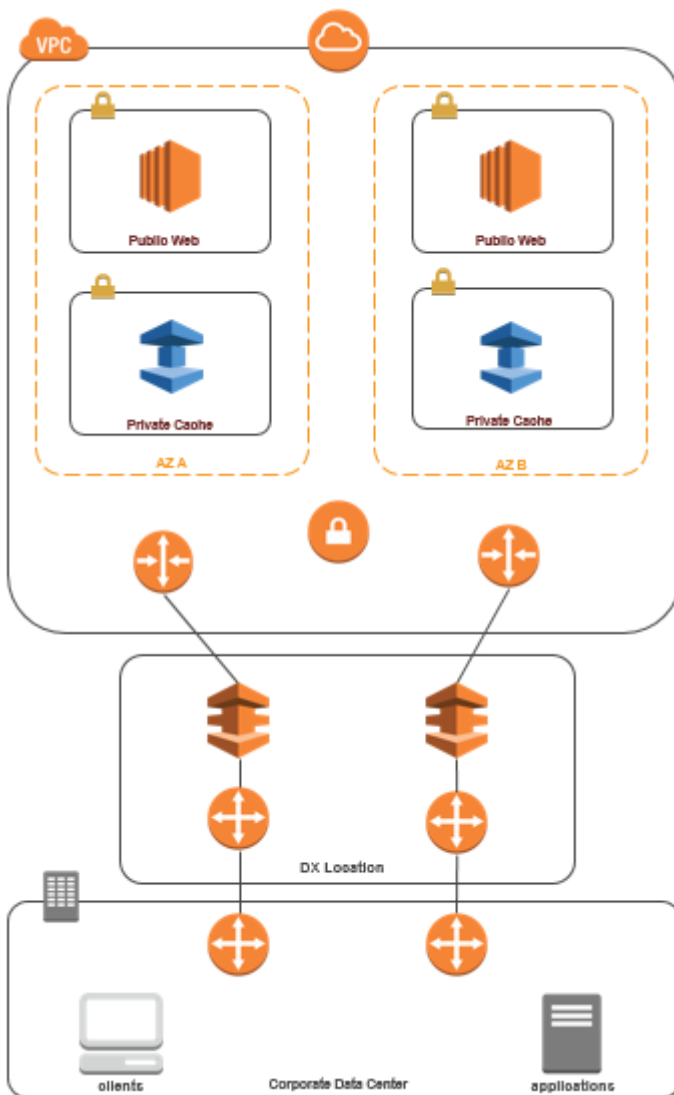 VPC
Public Web
Public Web
Private Cache
Private Cache
AZ A
AZ B
DX Location
clients
Corporate Data Center
applications